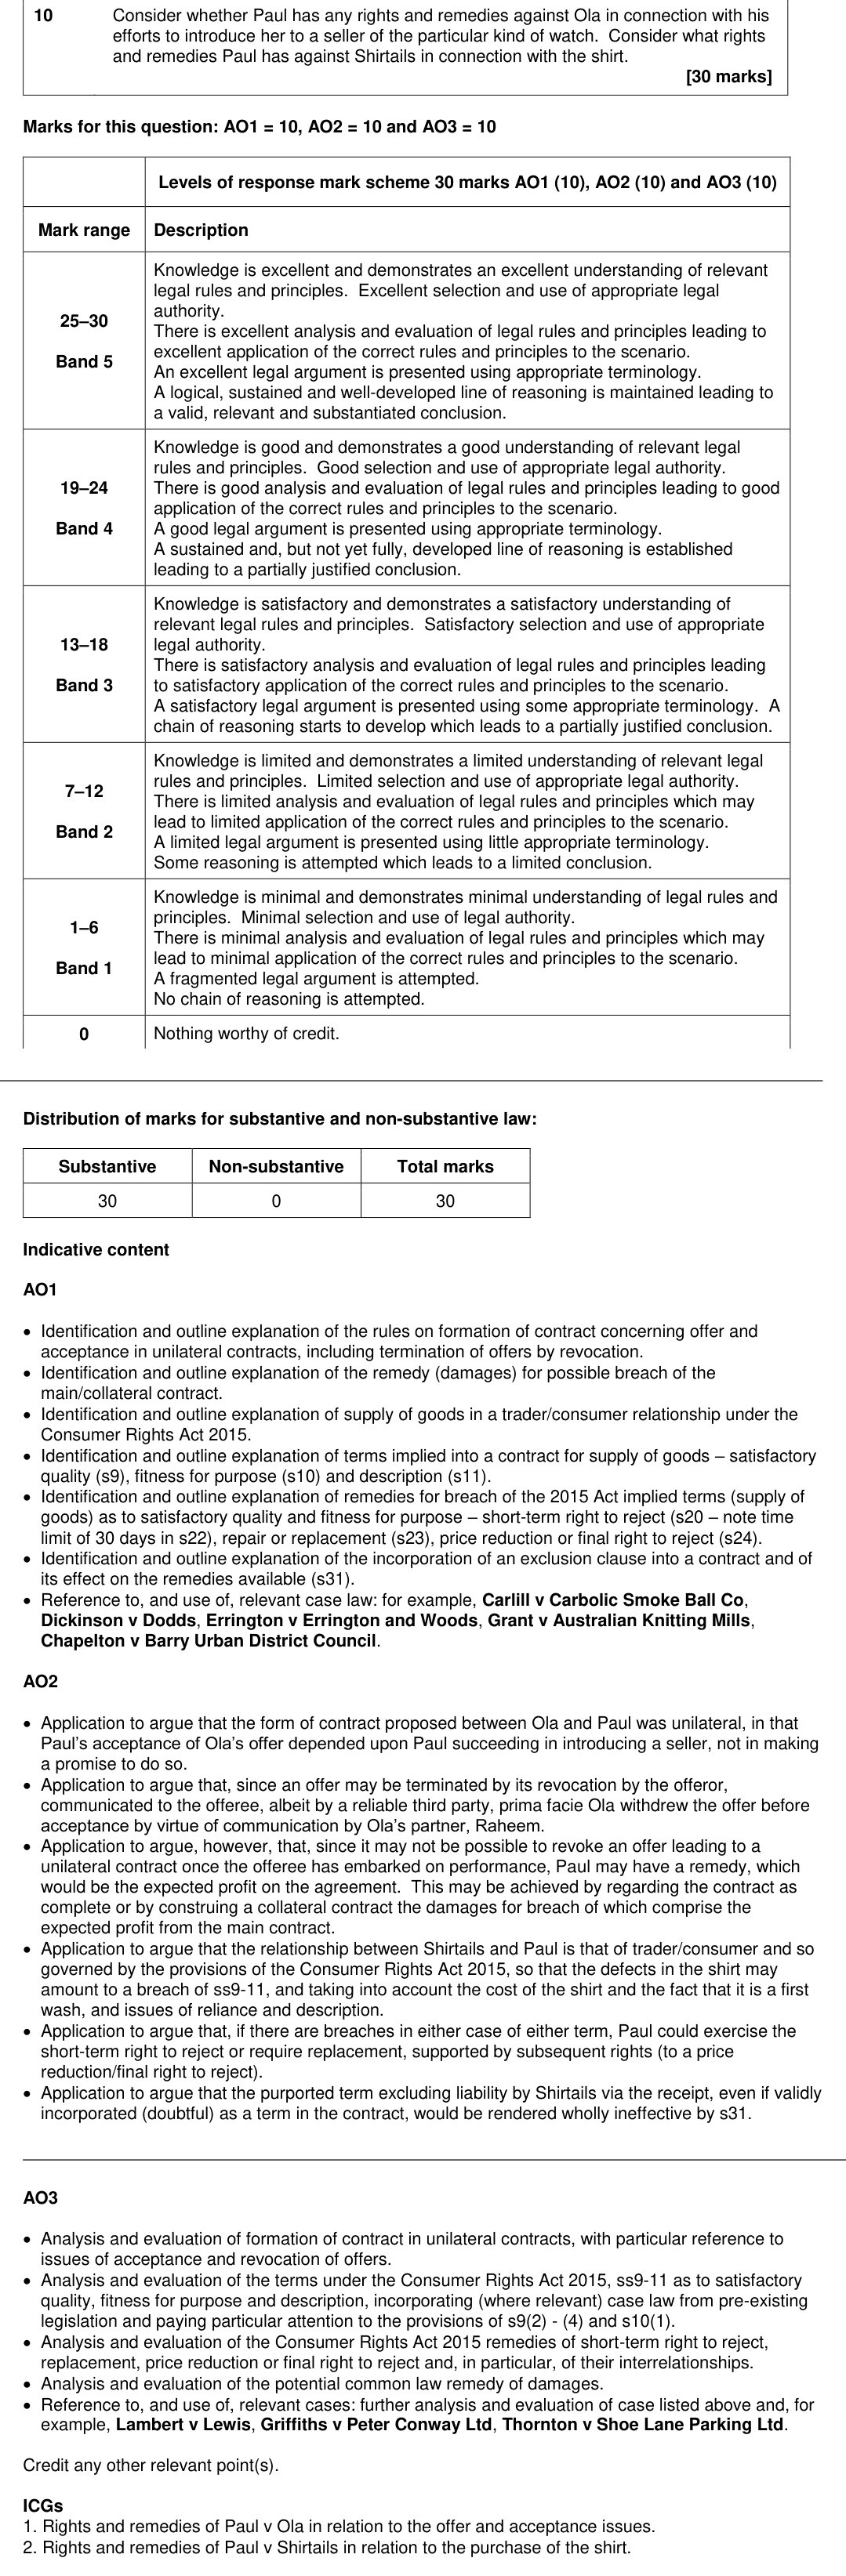 10
Consider whether Paul has any rights and remedies against Ola in connection with his
efforts to introduce her to a seller of the particular kind of watch.  Consider what rights
and remedies Paul has against Shirtails in connection with the shirt.
[30 marks]
Marks for this question: AO1 = 10, AO2 = 10 and AO3 = 10
Levels of response mark scheme 30 marks AO1 (10), AO2 (10) and AO3 (10)
Mark range
Description
25–30
Band 5
Knowledge is excellent and demonstrates an excellent understanding of relevant
legal rules and principles.  Excellent selection and use of appropriate legal
authority.
There is excellent analysis and evaluation of legal rules and principles leading to
excellent application of the correct rules and principles to the scenario.
An excellent legal argument is presented using appropriate terminology.
A logical, sustained and well-developed line of reasoning is maintained leading to
a valid, relevant and substantiated conclusion.
19–24
Band 4
Knowledge is good and demonstrates a good understanding of relevant legal
rules and principles.  Good selection and use of appropriate legal authority.
There is good analysis and evaluation of legal rules and principles leading to good
application of the correct rules and principles to the scenario.
A good legal argument is presented using appropriate terminology.
A sustained and, but not yet fully, developed line of reasoning is established
leading to a partially justified conclusion.
13–18
Band 3
Knowledge is satisfactory and demonstrates a satisfactory understanding of
relevant legal rules and principles.  Satisfactory selection and use of appropriate
legal authority.
There is satisfactory analysis and evaluation of legal rules and principles leading
to satisfactory application of the correct rules and principles to the scenario.
A satisfactory legal argument is presented using some appropriate terminology.  A
chain of reasoning starts to develop which leads to a partially justified conclusion.
7–12
Band 2
Knowledge is limited and demonstrates a limited understanding of relevant legal
rules and principles.  Limited selection and use of appropriate legal authority.
There is limited analysis and evaluation of legal rules and principles which may
lead to limited application of the correct rules and principles to the scenario.
A limited legal argument is presented using little appropriate terminology.
Some reasoning is attempted which leads to a limited conclusion.
1–6
Band 1
Knowledge is minimal and demonstrates minimal understanding of legal rules and
principles.  Minimal selection and use of legal authority.
There is minimal analysis and evaluation of legal rules and principles which may
lead to minimal application of the correct rules and principles to the scenario.
A fragmented legal argument is attempted.
No chain of reasoning is attempted.
0
Nothing worthy of credit.
Distribution of marks for substantive and non-substantive law:
Substantive
Non-substantive
Total marks
30
0
30
Indicative content
AO1
• Identification and outline explanation of the rules on formation of contract concerning offer and
acceptance in unilateral contracts, including termination of offers by revocation.
• Identification and outline explanation of the remedy (damages) for possible breach of the
main/collateral contract.
• Identification and outline explanation of supply of goods in a trader/consumer relationship under the
Consumer Rights Act 2015.
• Identification and outline explanation of terms implied into a contract for supply of goods – satisfactory
quality (s9), fitness for purpose (s10) and description (s11).
• Identification and outline explanation of remedies for breach of the 2015 Act implied terms (supply of
goods) as to satisfactory quality and fitness for purpose – short-term right to reject (s20 – note time
limit of 30 days in s22), repair or replacement (s23), price reduction or final right to reject (s24).
• Identification and outline explanation of the incorporation of an exclusion clause into a contract and of
its effect on the remedies available (s31).
• Reference to, and use of, relevant case law: for example, Carlill v Carbolic Smoke Ball Co,
Dickinson v Dodds, Errington v Errington and Woods, Grant v Australian Knitting Mills,
Chapelton v Barry Urban District Council.
AO2
• Application to argue that the form of contract proposed between Ola and Paul was unilateral, in that
Paul’s acceptance of Ola’s offer depended upon Paul succeeding in introducing a seller, not in making
a promise to do so.
• Application to argue that, since an offer may be terminated by its revocation by the offeror,
communicated to the offeree, albeit by a reliable third party, prima facie Ola withdrew the offer before
acceptance by virtue of communication by Ola’s partner, Raheem.
• Application to argue, however, that, since it may not be possible to revoke an offer leading to a
unilateral contract once the offeree has embarked on performance, Paul may have a remedy, which
would be the expected profit on the agreement.  This may be achieved by regarding the contract as
complete or by construing a collateral contract the damages for breach of which comprise the
expected profit from the main contract.
• Application to argue that the relationship between Shirtails and Paul is that of trader/consumer and so
governed by the provisions of the Consumer Rights Act 2015, so that the defects in the shirt may
amount to a breach of ss9-11, and taking into account the cost of the shirt and the fact that it is a first
wash, and issues of reliance and description.
• Application to argue that, if there are breaches in either case of either term, Paul could exercise the
short-term right to reject or require replacement, supported by subsequent rights (to a price
reduction/final right to reject).
• Application to argue that the purported term excluding liability by Shirtails via the receipt, even if validly
incorporated (doubtful) as a term in the contract, would be rendered wholly ineffective by s31.
AO3
• Analysis and evaluation of formation of contract in unilateral contracts, with particular reference to
issues of acceptance and revocation of offers.
• Analysis and evaluation of the terms under the Consumer Rights Act 2015, ss9-11 as to satisfactory
quality, fitness for purpose and description, incorporating (where relevant) case law from pre-existing
legislation and paying particular attention to the provisions of s9(2) - (4) and s10(1).
• Analysis and evaluation of the Consumer Rights Act 2015 remedies of short-term right to reject,
replacement, price reduction or final right to reject and, in particular, of their interrelationships.
• Analysis and evaluation of the potential common law remedy of damages.
• Reference to, and use of, relevant cases: further analysis and evaluation of case listed above and, for
example, Lambert v Lewis, Griffiths v Peter Conway Ltd, Thornton v Shoe Lane Parking Ltd.
Credit any other relevant point(s).
ICGs
1. Rights and remedies of Paul v Ola in relation to the offer and acceptance issues.
2. Rights and remedies of Paul v Shirtails in relation to the purchase of the shirt.